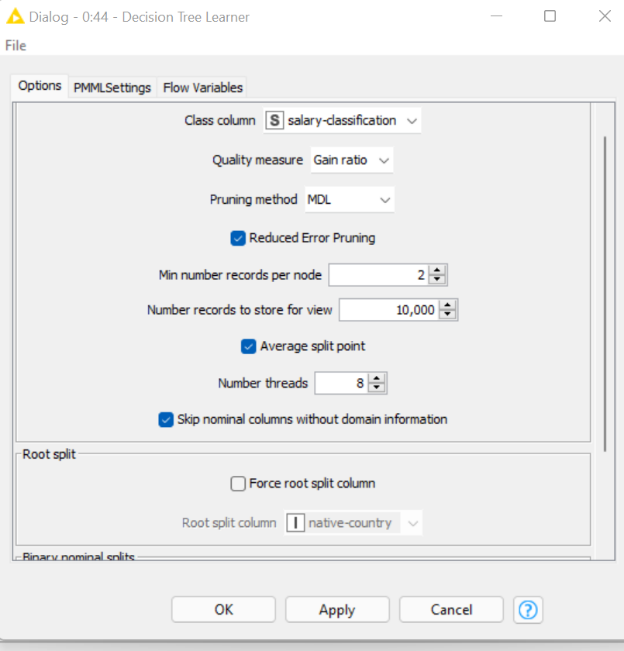 Dialog - 0:44 - Decision Tree Learner
File
Options PMMLSettings Flow Variables
Class column S salary-classification
Quality measure Gain ratio
Pruning method MDL
Reduced Error Pruning
Min number records per node 2
Number records to store for view 10,000
Average split point
Number threads 8
Skip nominal columns without domain information
Root split
Force root split column
Root split column I native-country
Binary nominal splits
OK Apply Cancel ?